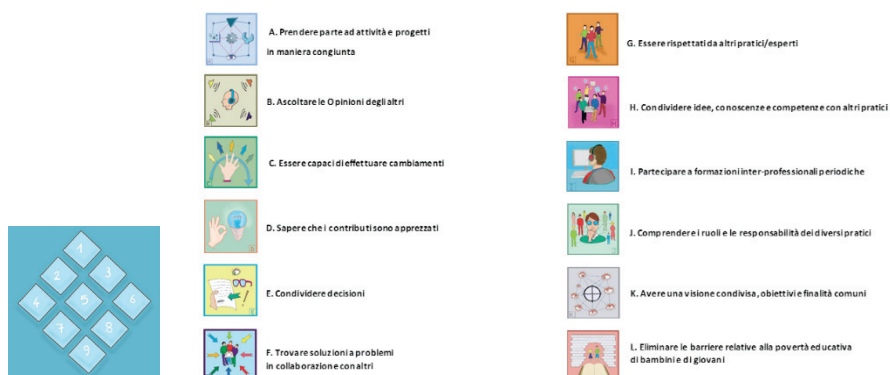 1
2 3
4 5 6
7 8
9
A. Prendere parte ad attività e progetti
in maniera congiunta
B. Ascoltare le Opinioni degli altri
C. Essere capaci di effettuare cambiamenti
D. Sapere che i contributi sono apprezzati
E. Condividere decisioni
F. Trovare soluzioni a problemi
in collaborazione con altri
G. Essere rispettati da altri pratici/esperti
H. Condividere idee, conoscenze e competenze con altri pratici
I. Partecipare a formazioni inter-professionali periodiche
J. Comprendere i ruoli e le responsabilità dei diversi pratici
K. Avere una visione condivisa, obiettivi e finalità comuni
L. Eliminare le barriere relative alla povertà educativa
di bambini e di giovani